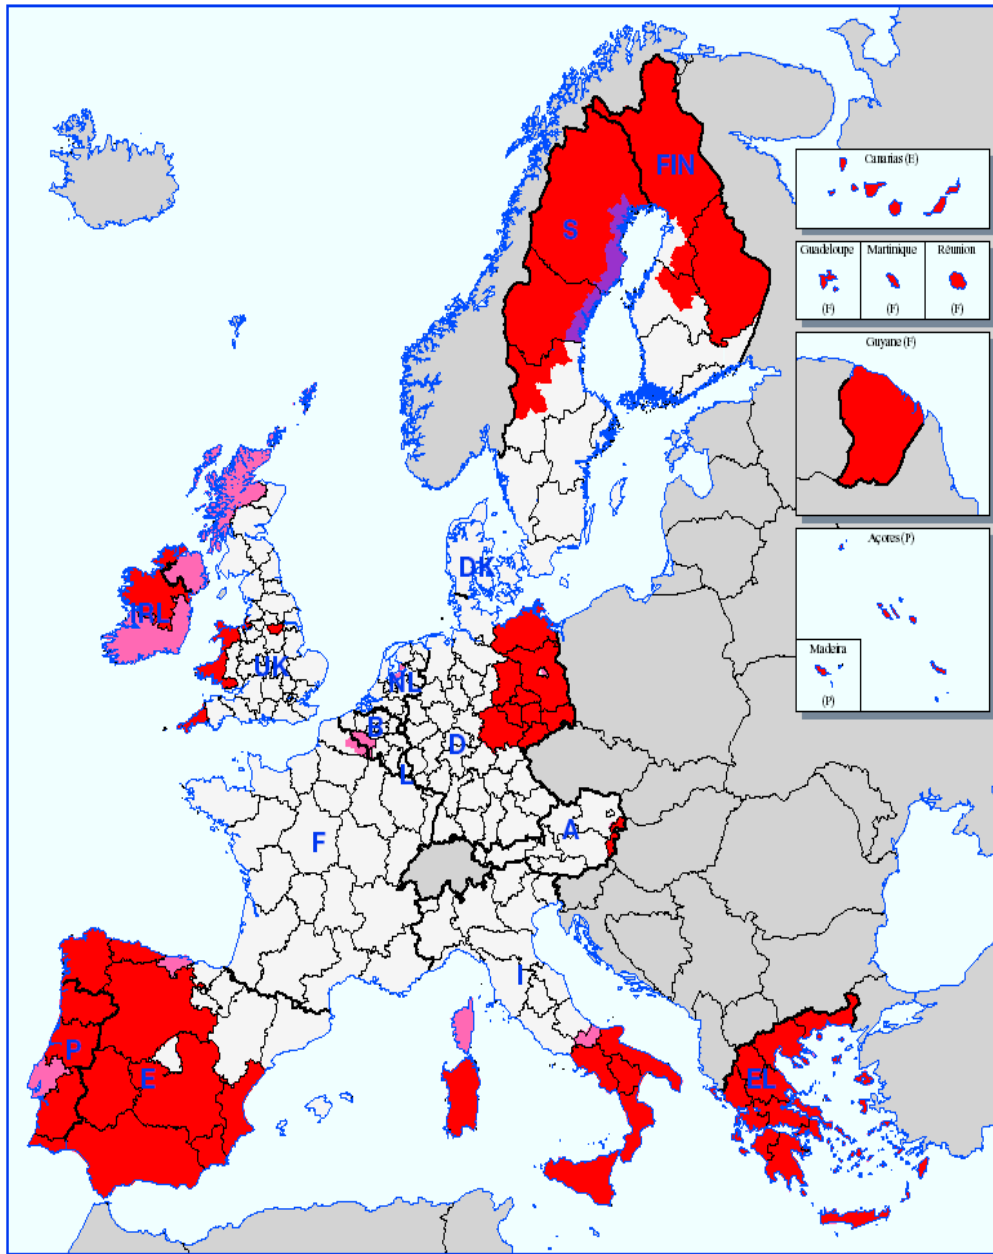 FIN
S
Canarias (E)
Guadeloupe
Martinique
Réunion
(F)
(F)
(F)
Guyane (F)
DK
Açores (P)
IRL
UK
NL
Madeira
(P)
B
D
L
A
F
I
P
E
EL